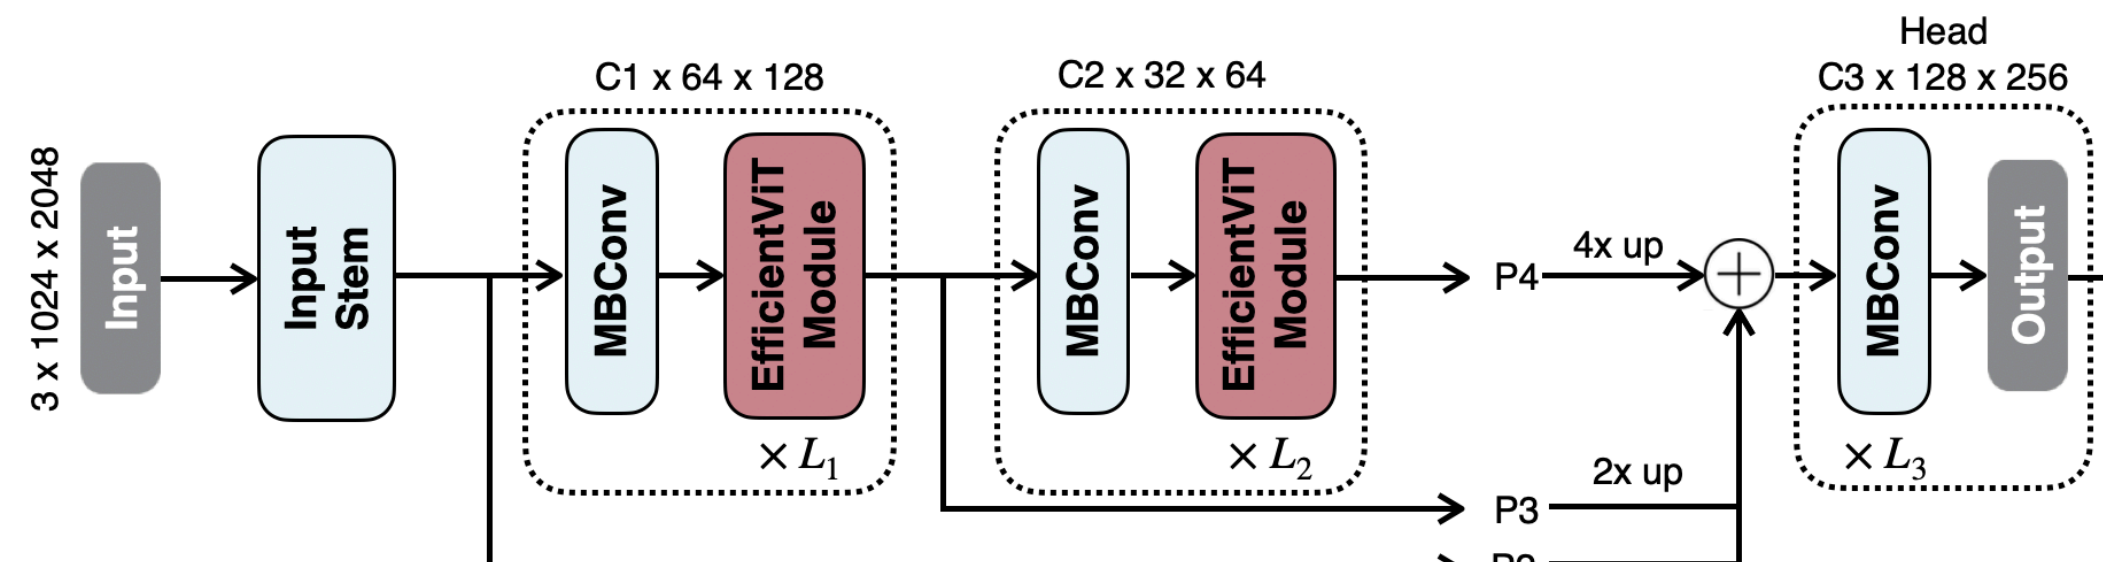 3 x 1024 x 2048
Input
Input
Stem
C1 x 64 x 128
MBConv
EfficientViT
Module
× L₁
C2 x 32 x 64
MBConv
EfficientViT
Module
× L₂
P4
4x up
P3
2x up
Head
C3 x 128 x 256
MBConv
Output
× L₃